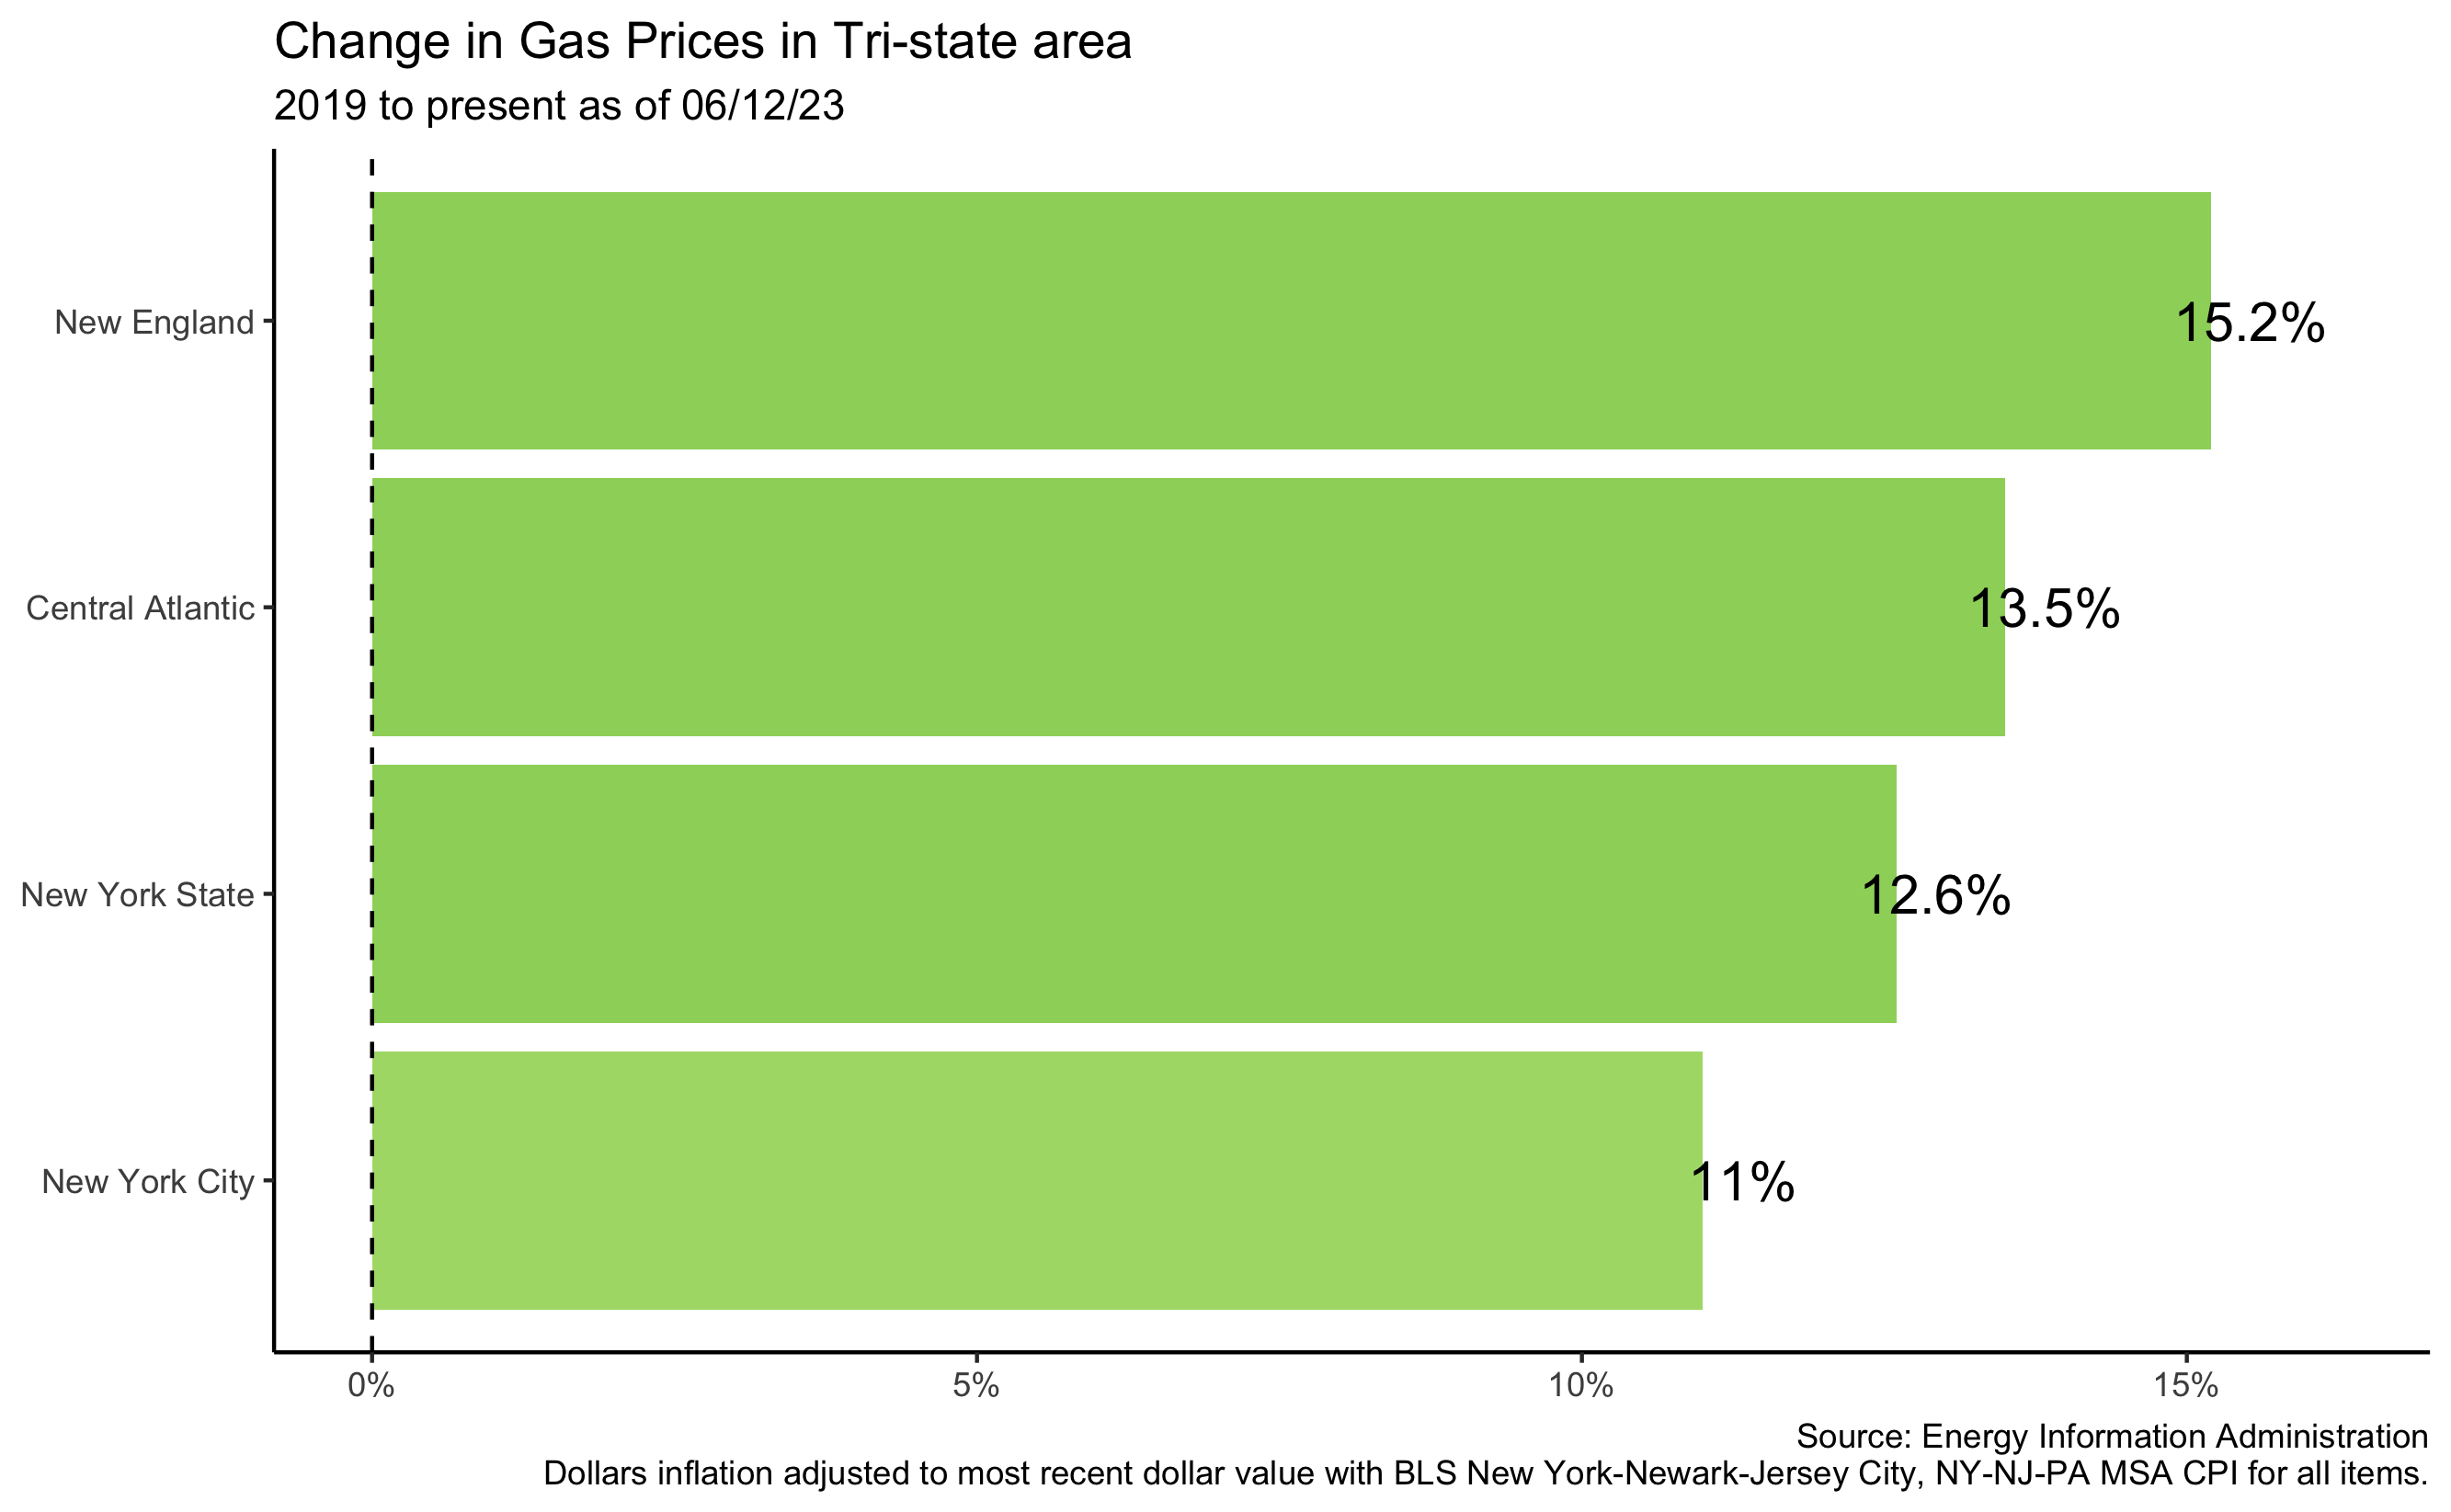 Change in Gas Prices in Tri-state area
2019 to present as of 06/12/23
New England
15.2%
Central Atlantic
13.5%
New York State
12.6%
New York City
11%
0%
5%
10%
15%
Source: Energy Information Administration
Dollars inflation adjusted to most recent dollar value with BLS New York-Newark-Jersey City, NY-NJ-PA MSA CPI for all items.